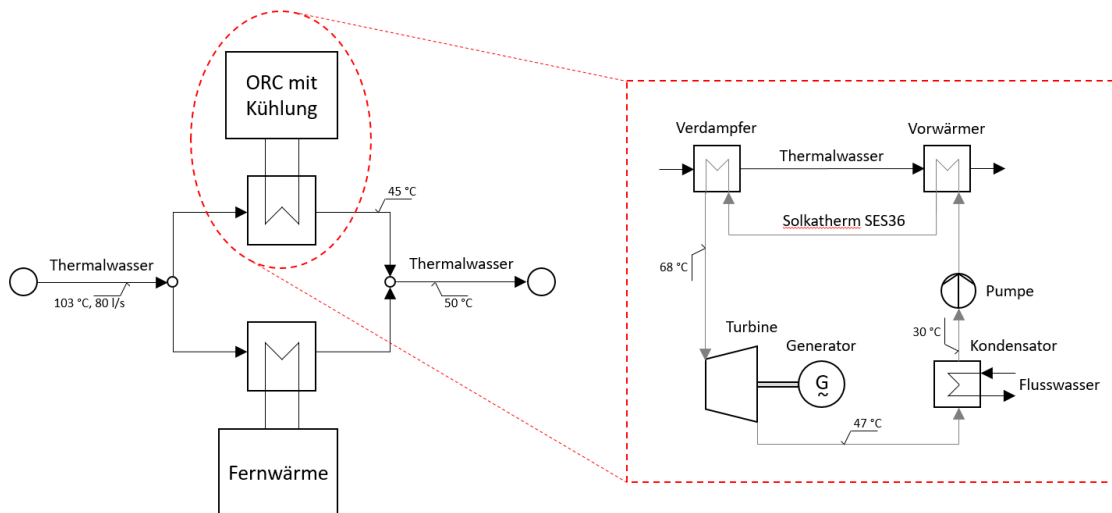 ORC mit
Kühlung
45 °C
Thermalwasser
103 °C, 80 l/s
Thermalwasser
50 °C
Fernwärme
Verdampfer
Vorwärmer
Thermalwasser
Solkatherm SES36
68 °C
Pumpe
Turbine
30 °C
Generator
Kondensator
G
~
Flusswasser
47 °C